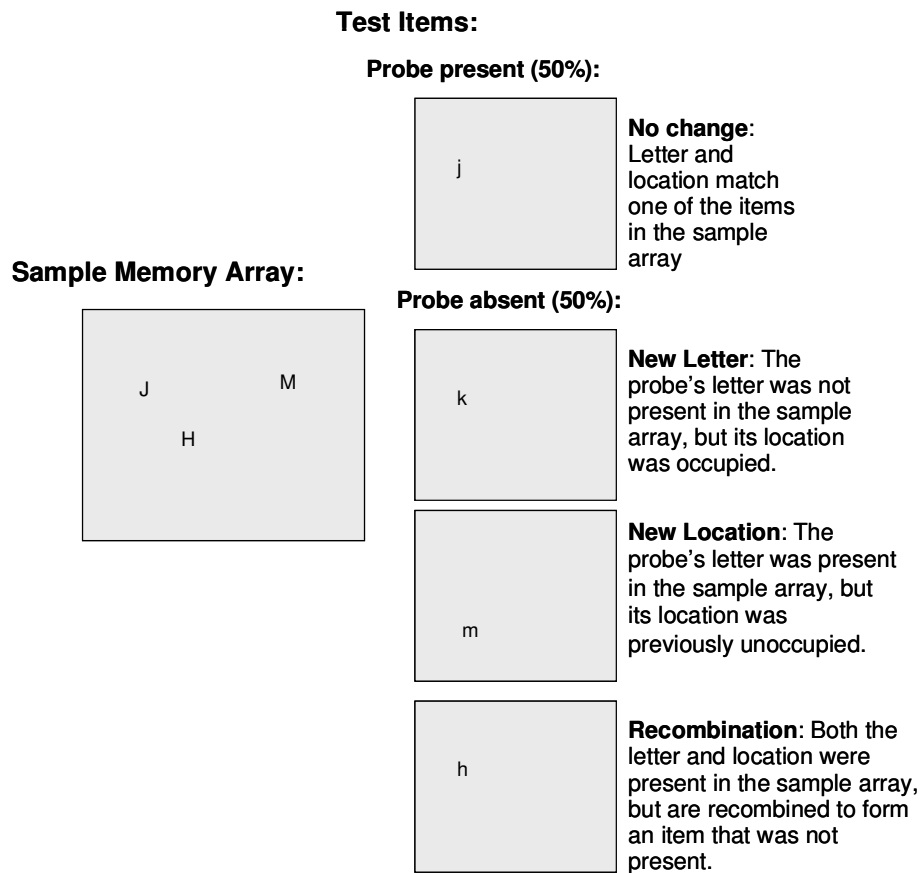 Test Items:
Probe present (50%):
j
No change:
Letter and
location match
one of the items
in the sample
array
Sample Memory Array:
J
M
H
Probe absent (50%):
k
New Letter: The
probe's letter was not
present in the sample
array, but its location
was occupied.
m
New Location: The
probe's letter was present
in the sample array, but
its location was
previously unoccupied.
h
Recombination: Both the
letter and location were
present in the sample array,
but are recombined to form
an item that was not
present.